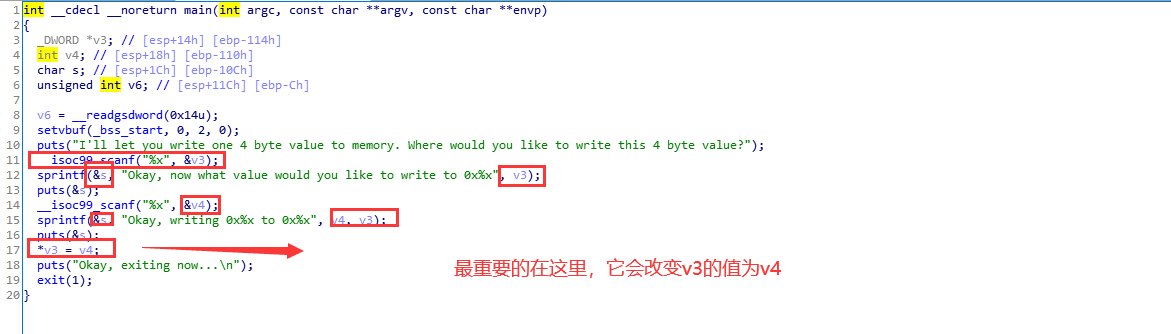 1 int __cdecl __noreturn main(int argc, const char **argv, const char **envp)
2 {
3 _DWORD *v3; // [esp+14h] [ebp-114h]
4 int v4; // [esp+18h] [ebp-110h]
5 char s; // [esp+1Ch] [ebp-10Ch]
6 unsigned int v6; // [esp+11Ch] [ebp-Ch]
7
8 v6 = __readgsdword(0x14u);
9 setvbuf(_bss_start, 0, 2, 0);
10 puts("I'll let you write one 4 byte value to memory. Where would you like to write this 4 byte value?");
11 __isoc99_scanf("%x", &v3);
12 sprintf(&s, "Okay, now what value would you like to write to 0x%x", v3);
13 puts(&s);
14 __isoc99_scanf("%x", &v4);
15 sprintf(&s, "Okay, writing 0x%x to 0x%x", v4, v3);
16 puts(&s);
17 *v3 = v4;
18 puts("Okay, exiting now...\n");
最重要的在这里，它会改变v3的值为v4
19 exit(1);
20 }